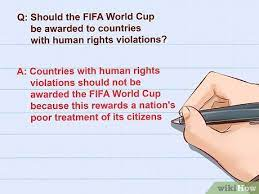 Q: Should the FIFA World Cup
be awarded to countries
with human rights violations?
A: Countries with human rights
violations should not be
awarded the FIFA World Cup
because this rewards a nation's
poor treatment of its citizens
wikiHow